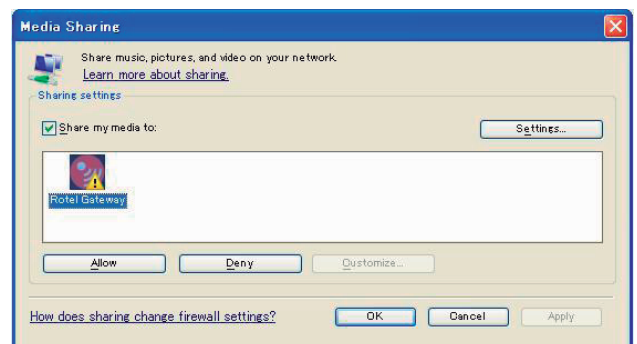 Media Sharing
Share music, pictures, and video on your network.
Learn more about sharing.
Sharing settings
Share my media to:
Settings...
Rotel Gateway
Allow
Deny
Customize...
How does sharing change firewall settings?
OK
Cancel
Apply